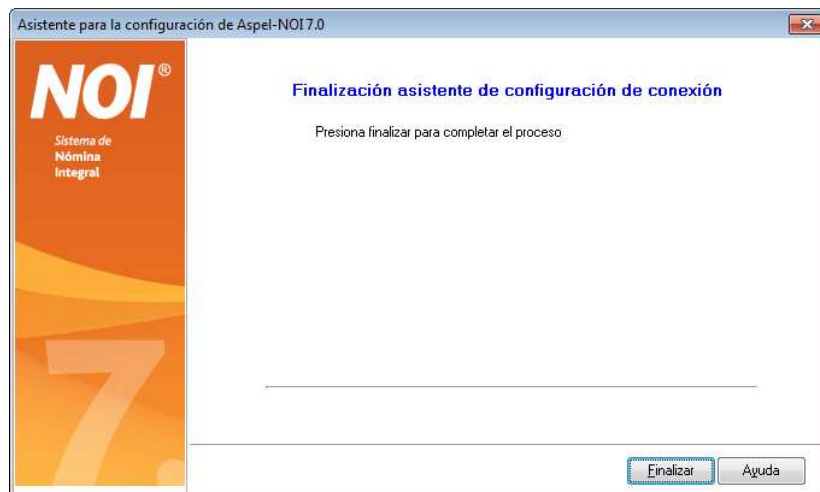 Asistente para la configuración de Aspel-NOI 7.0
NOI®
Sistema de
Nómina
Integral
Finalización asistente de configuración de conexión
Presiona finalizar para completar el proceso
7.
Finalizar
Ayuda